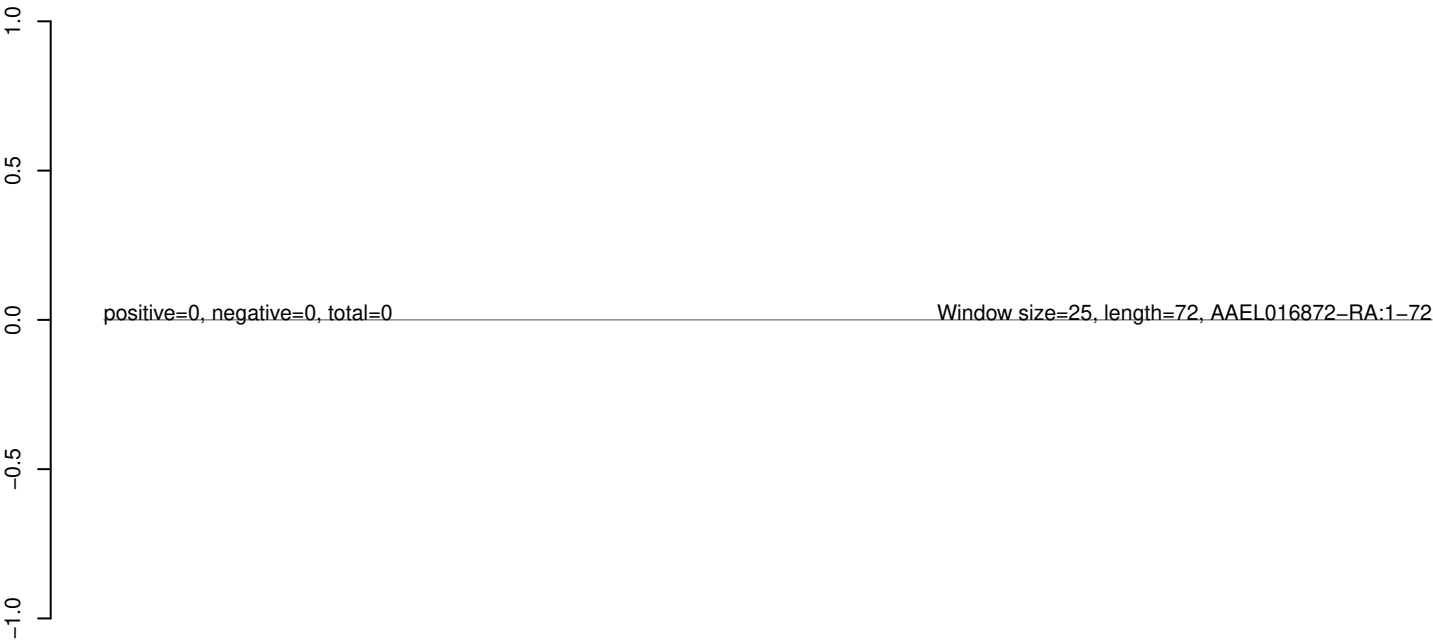 1.0
0.5
positive=0, negative=0, total=0
Window size=25, length=72, AAEL016872−RA:1−72
0.0
−0.5
−1.0